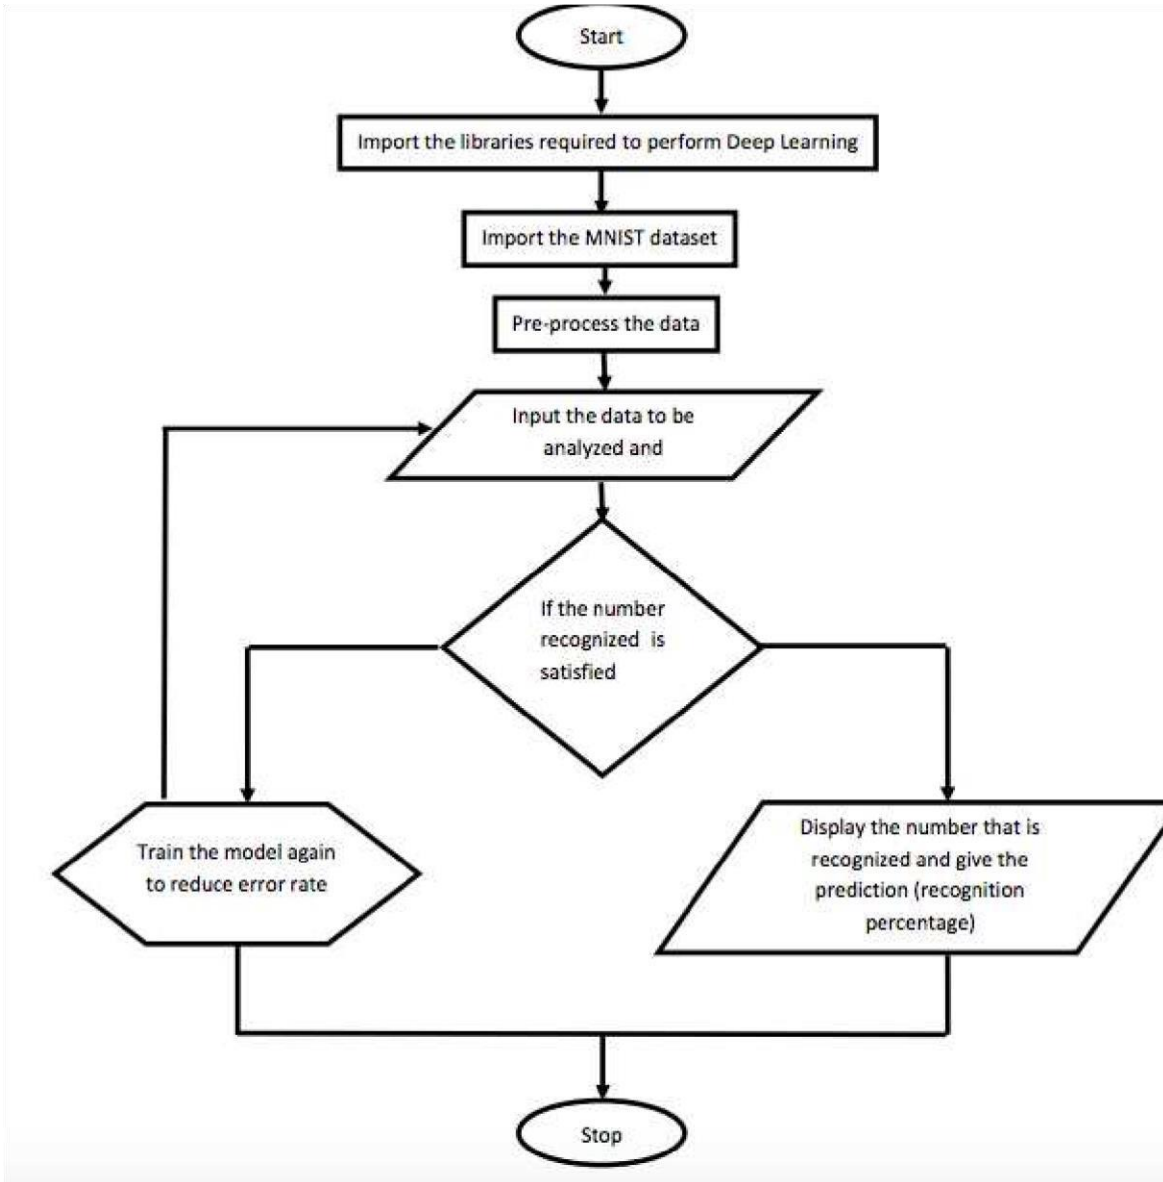 Start
Import the libraries required to perform Deep Learning
Import the MNIST dataset
Pre-process the data
Input the data to be
analyzed and
If the number
recognized is
satisfied
Train the model again
to reduce error rate
Display the number that is
recognized and give the
prediction (recognition
percentage)
Stop